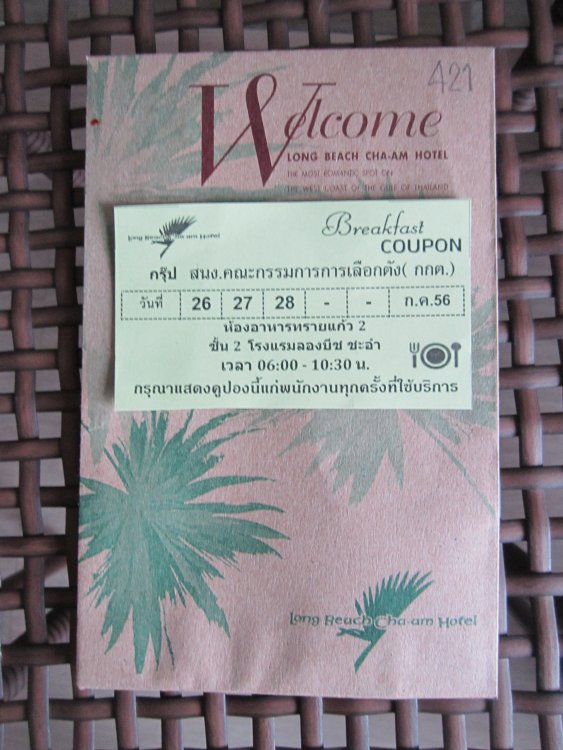 421
Welcome
LONG BEACH CHA-AM HOTEL
THE MOST ROMANTIC SPOT ON
THE WEST COAST OF THE GULF OF THAILAND
Long Beach Cha-am Hotel
Breakfast
COUPON
กรุ๊ป สนง.คณะกรรมการการเลือกตั้ง( กกต.)
วันที่ 26 27 28 - - ก.ค.56
ห้องอาหารทรายแก้ว 2
ชั้น 2 โรงแรมลองบีช ชะอำ
เวลา 06:00 - 10:30 น.
กรุณาแสดงคูปองนี้แก่พนักงานทุกครั้งที่ใช้บริการ
Long Beach Cha-am Hotel